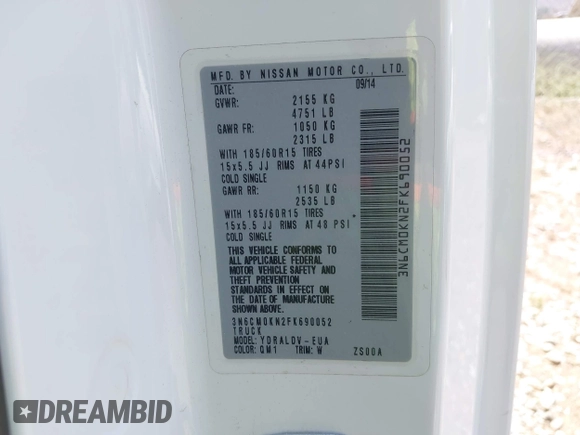 MFD. BY NISSAN MOTOR CO., LTD.
DATE: 09/14
GVWR: 2155 KG
4751 LB
GAWR FR: 1050 KG
2315 LB
WITH 185/60R15 TIRES
15x5.5 JJ RIMS AT 44PSI
COLD SINGLE
GAWR RR: 1150 KG
2535 LB
WITH 185/60R15 TIRES
15x5.5 JJ RIMS AT 48 PSI
COLD SINGLE
THIS VEHICLE CONFORMS TO
ALL APPLICABLE FEDERAL
MOTOR VEHICLE SAFETY AND
THEFT PREVENTION
STANDARDS IN EFFECT ON
THE DATE OF MANUFACTURE
SHOWN ABOVE.
3N6CM0KN2FK690052
TRUCK
MODEL: YDRALDV-EUA
COLOR: QM1 TRIM: W ZS00A
3N6CM0KN2FK690052
DREAMBID